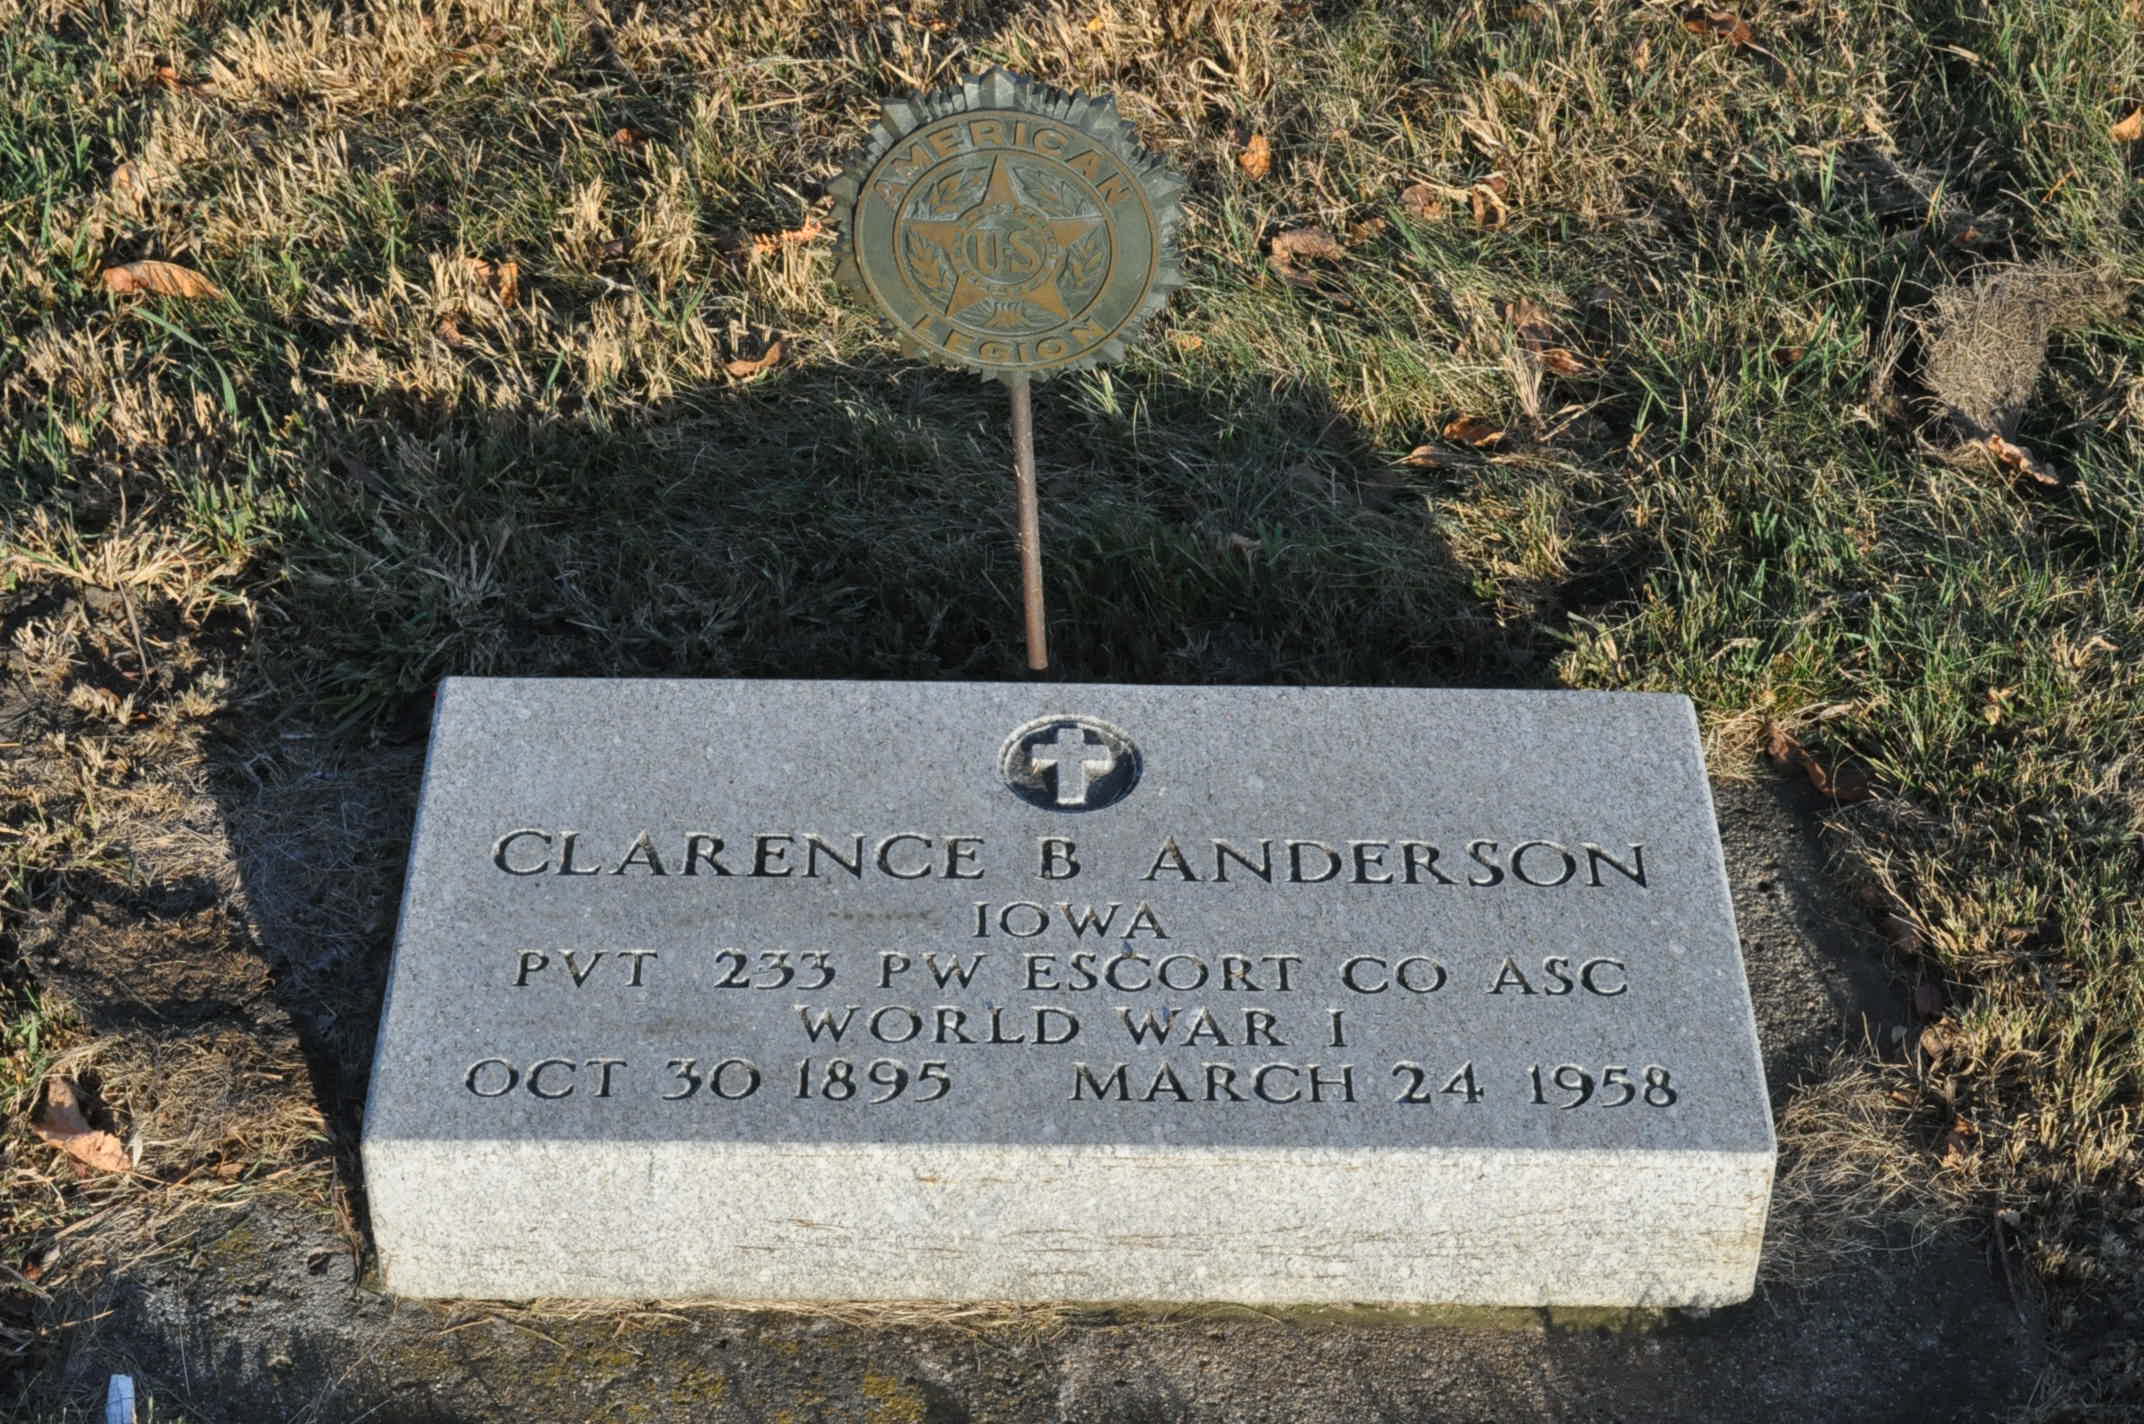 AMERICAN
US
LEGION
CLARENCE B ANDERSON
IOWA
PVT 233 PW ESCORT CO ASC
WORLD WAR I
OCT 30 1895 MARCH 24 1958